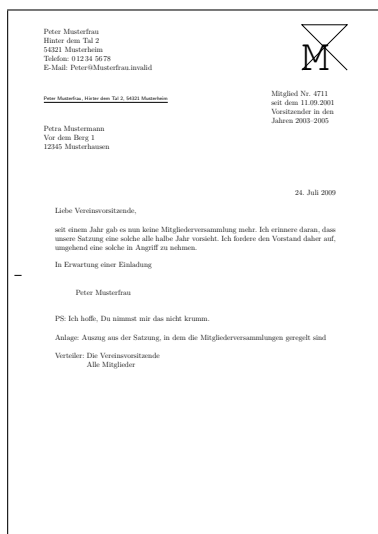 Peter Musterfrau
Hinter dem Tal 2
54321 Musterheim
Telefon: 01 2 34 56 78
E-Mail: Peter@Musterfrau.invalid
M
Peter Musterfrau, Hinter dem Tal 2, 54321 Musterheim
Mitglied Nr. 4711
seit dem 11.09.2001
Vorsitzender in den
Jahren 2003–2005
Petra Mustermann
Vor dem Berg 1
12345 Musterhausen
24. Juli 2009
Liebe Vereinsvorsitzende,
seit einem Jahr gab es nun keine Mitgliederversammlung mehr. Ich erinnere daran, dass
unsere Satzung eine solche alle halbe Jahr vorsieht. Ich fordere den Vorstand daher auf,
umgehend eine solche in Angriff zu nehmen.
In Erwartung einer Einladung
Peter Musterfrau
PS: Ich hoffe, Du nimmst mir das nicht krumm.
Anlage: Auszug aus der Satzung, in dem die Mitgliederversammlungen geregelt sind
Verteiler: Die Vereinsvorsitzende
Alle Mitglieder